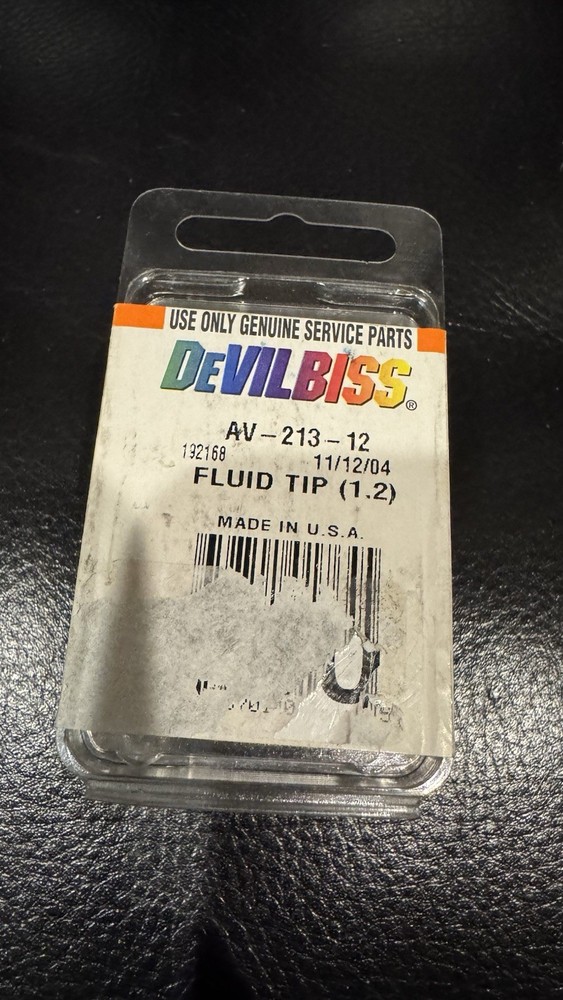 USE ONLY GENUINE SERVICE PARTS
DEVILBISS®
AV-213-12
192168 11/12/04
FLUID TIP (1.2)
MADE IN U.S.A.